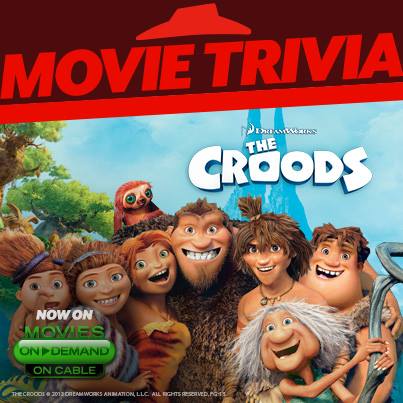 MOVIE TRIVIA
DREAMWORKS
THE
CROODS
NOW ON
MOVIES
ON DEMAND
ON CABLE
THE CROODS © 2013 DREAMWORKS ANIMATION, L.L.C. ALL RIGHTS RESERVED.